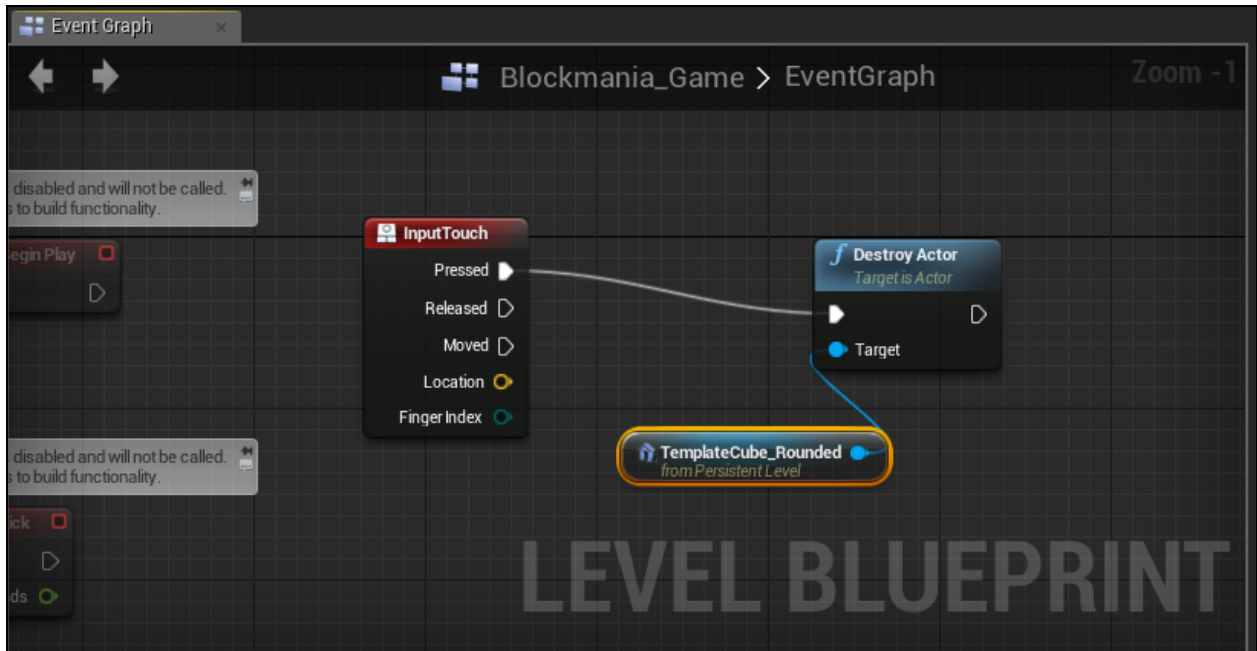 Event Graph
Blockmania_Game > EventGraph
Zoom -1
disabled and will not be called.
to build functionality.
Begin Play
InputTouch
Pressed
Released
Moved
Location
Finger Index
Destroy Actor
Target is Actor
Target
TemplateCube_Rounded
from Persistent Level
disabled and will not be called.
to build functionality.
LEVEL BLUEPRINT